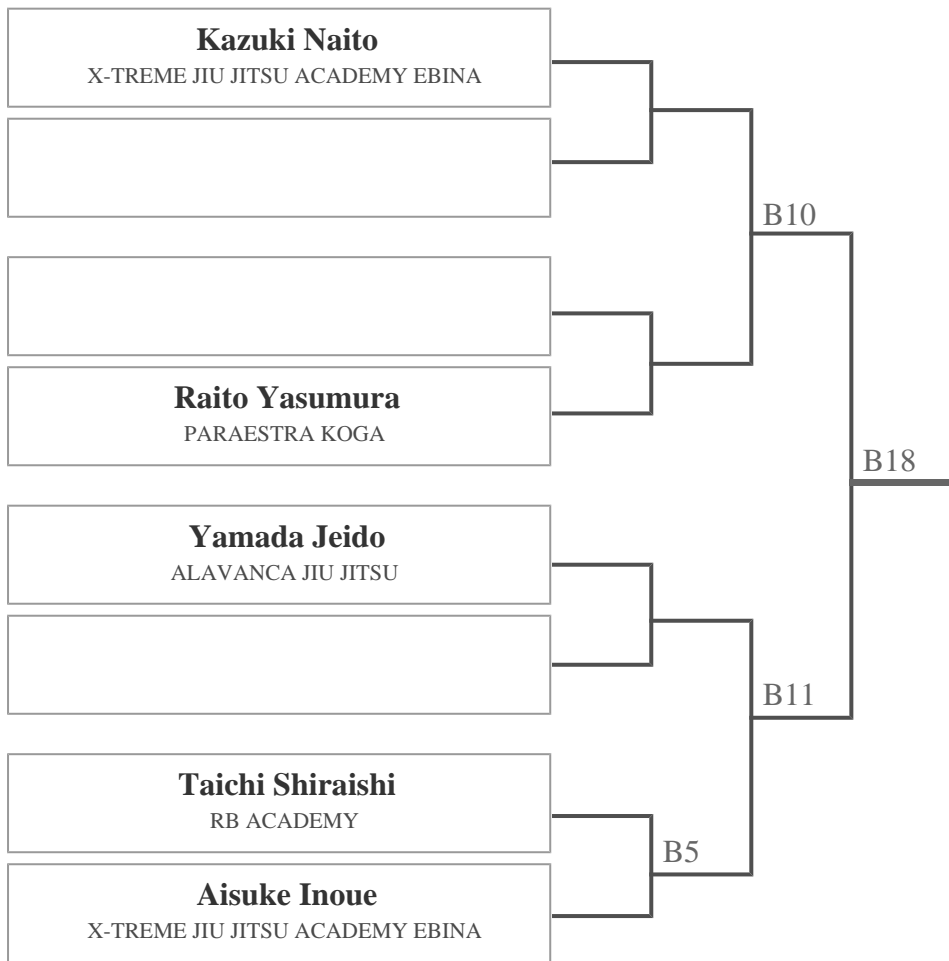 Kazuki Naito
X-TREME JIU JITSU ACADEMY EBINA
B10
Raito Yasumura
PARAESTRA KOGA
B18
Yamada Jeido
ALAVANCA JIU JITSU
B11
Taichi Shiraishi
RB ACADEMY
B5
Aisuke Inoue
X-TREME JIU JITSU ACADEMY EBINA